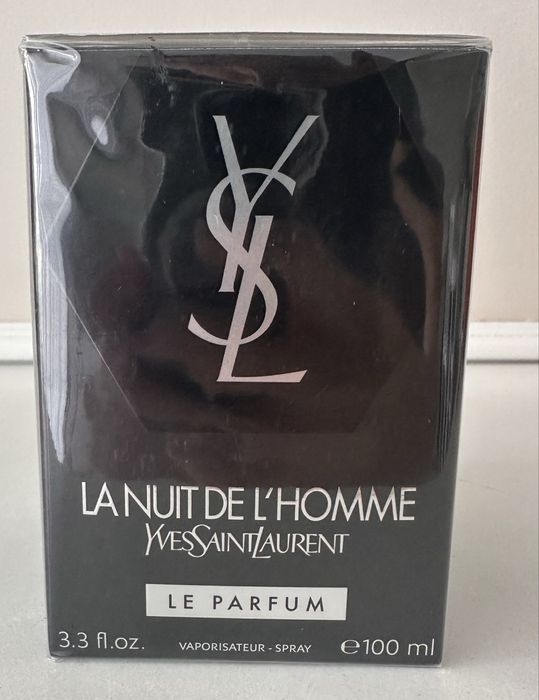 YSL
LA NUIT DE L'HOMME
YVESSAINTLAURENT
LE PARFUM
3.3 fl.oz. VAPORISATEUR - SPRAY ℮100 ml